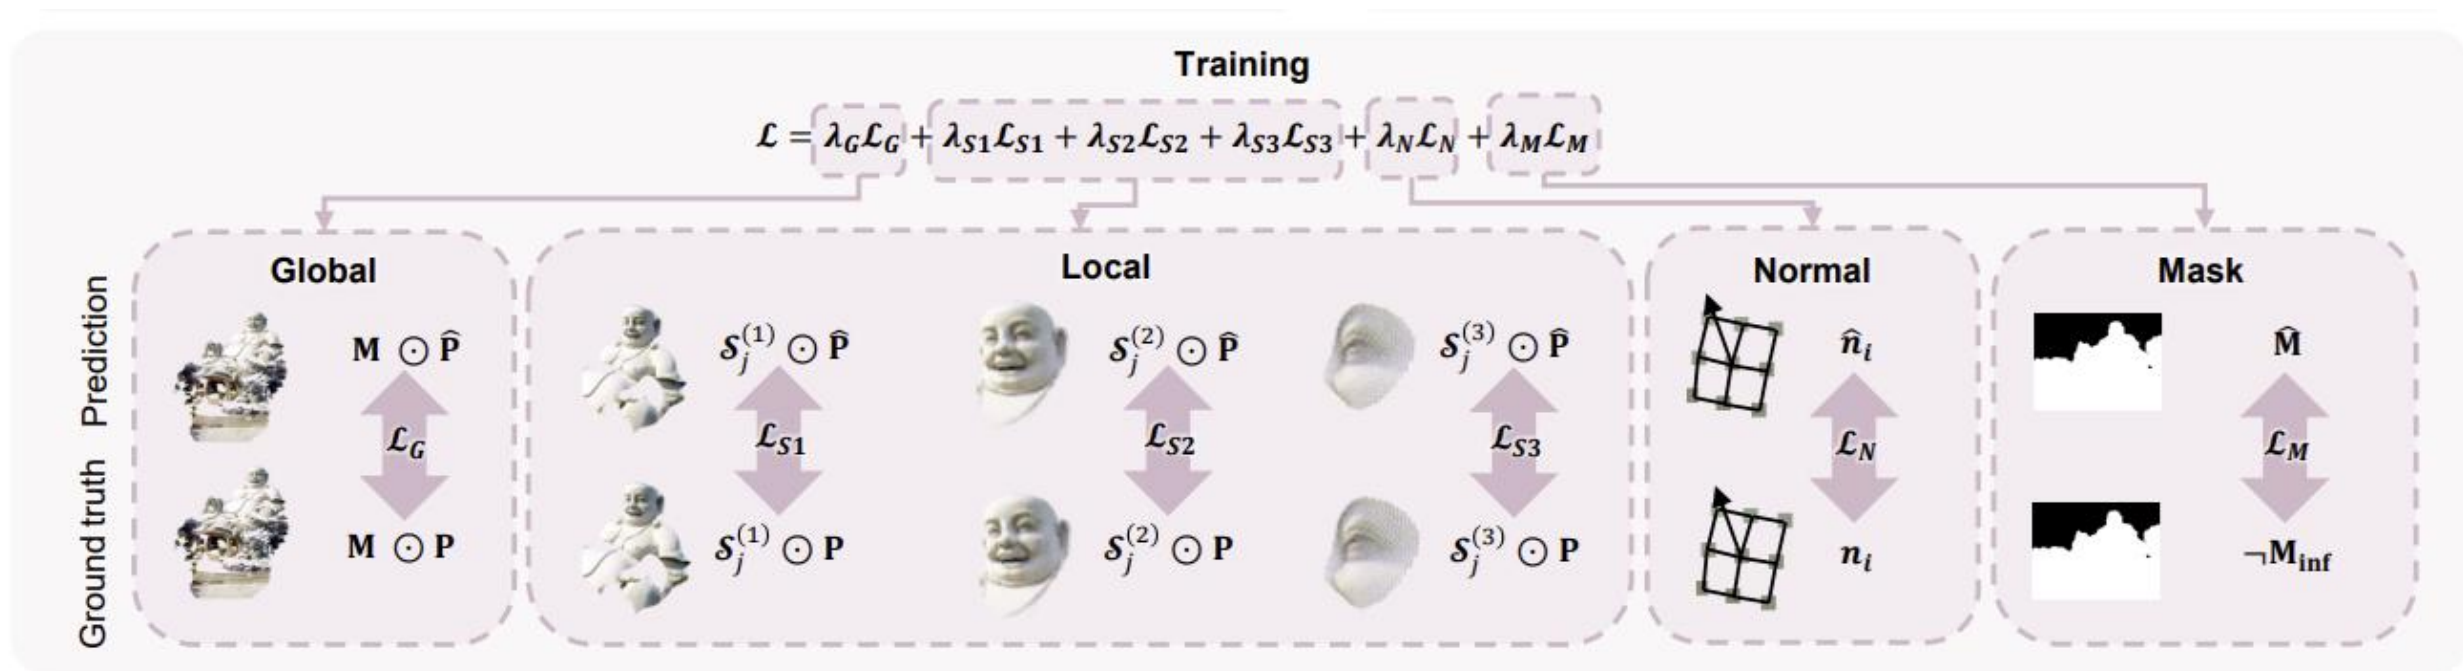 Training
ℒ = λ_G ℒ_G + λ_S1 ℒ_S1 + λ_S2 ℒ_S2 + λ_S3 ℒ_S3 + λ_N ℒ_N + λ_M ℒ_M
Global
Local
Normal
Mask
Prediction
M ⊙ P̂
𝒮_j^(1) ⊙ P̂
𝒮_j^(2) ⊙ P̂
𝒮_j^(3) ⊙ P̂
n̂_i
M̂
ℒ_G
ℒ_S1
ℒ_S2
ℒ_S3
ℒ_N
ℒ_M
Ground truth
M ⊙ P
𝒮_j^(1) ⊙ P
𝒮_j^(2) ⊙ P
𝒮_j^(3) ⊙ P
n_i
¬M_inf